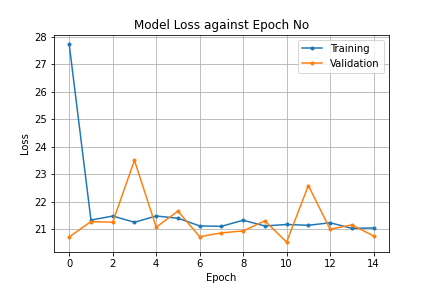 Model Loss against Epoch No
28
27
26
25
24
23
22
21
Loss
Training
Validation
0 2 4 6 8 10 12 14
Epoch